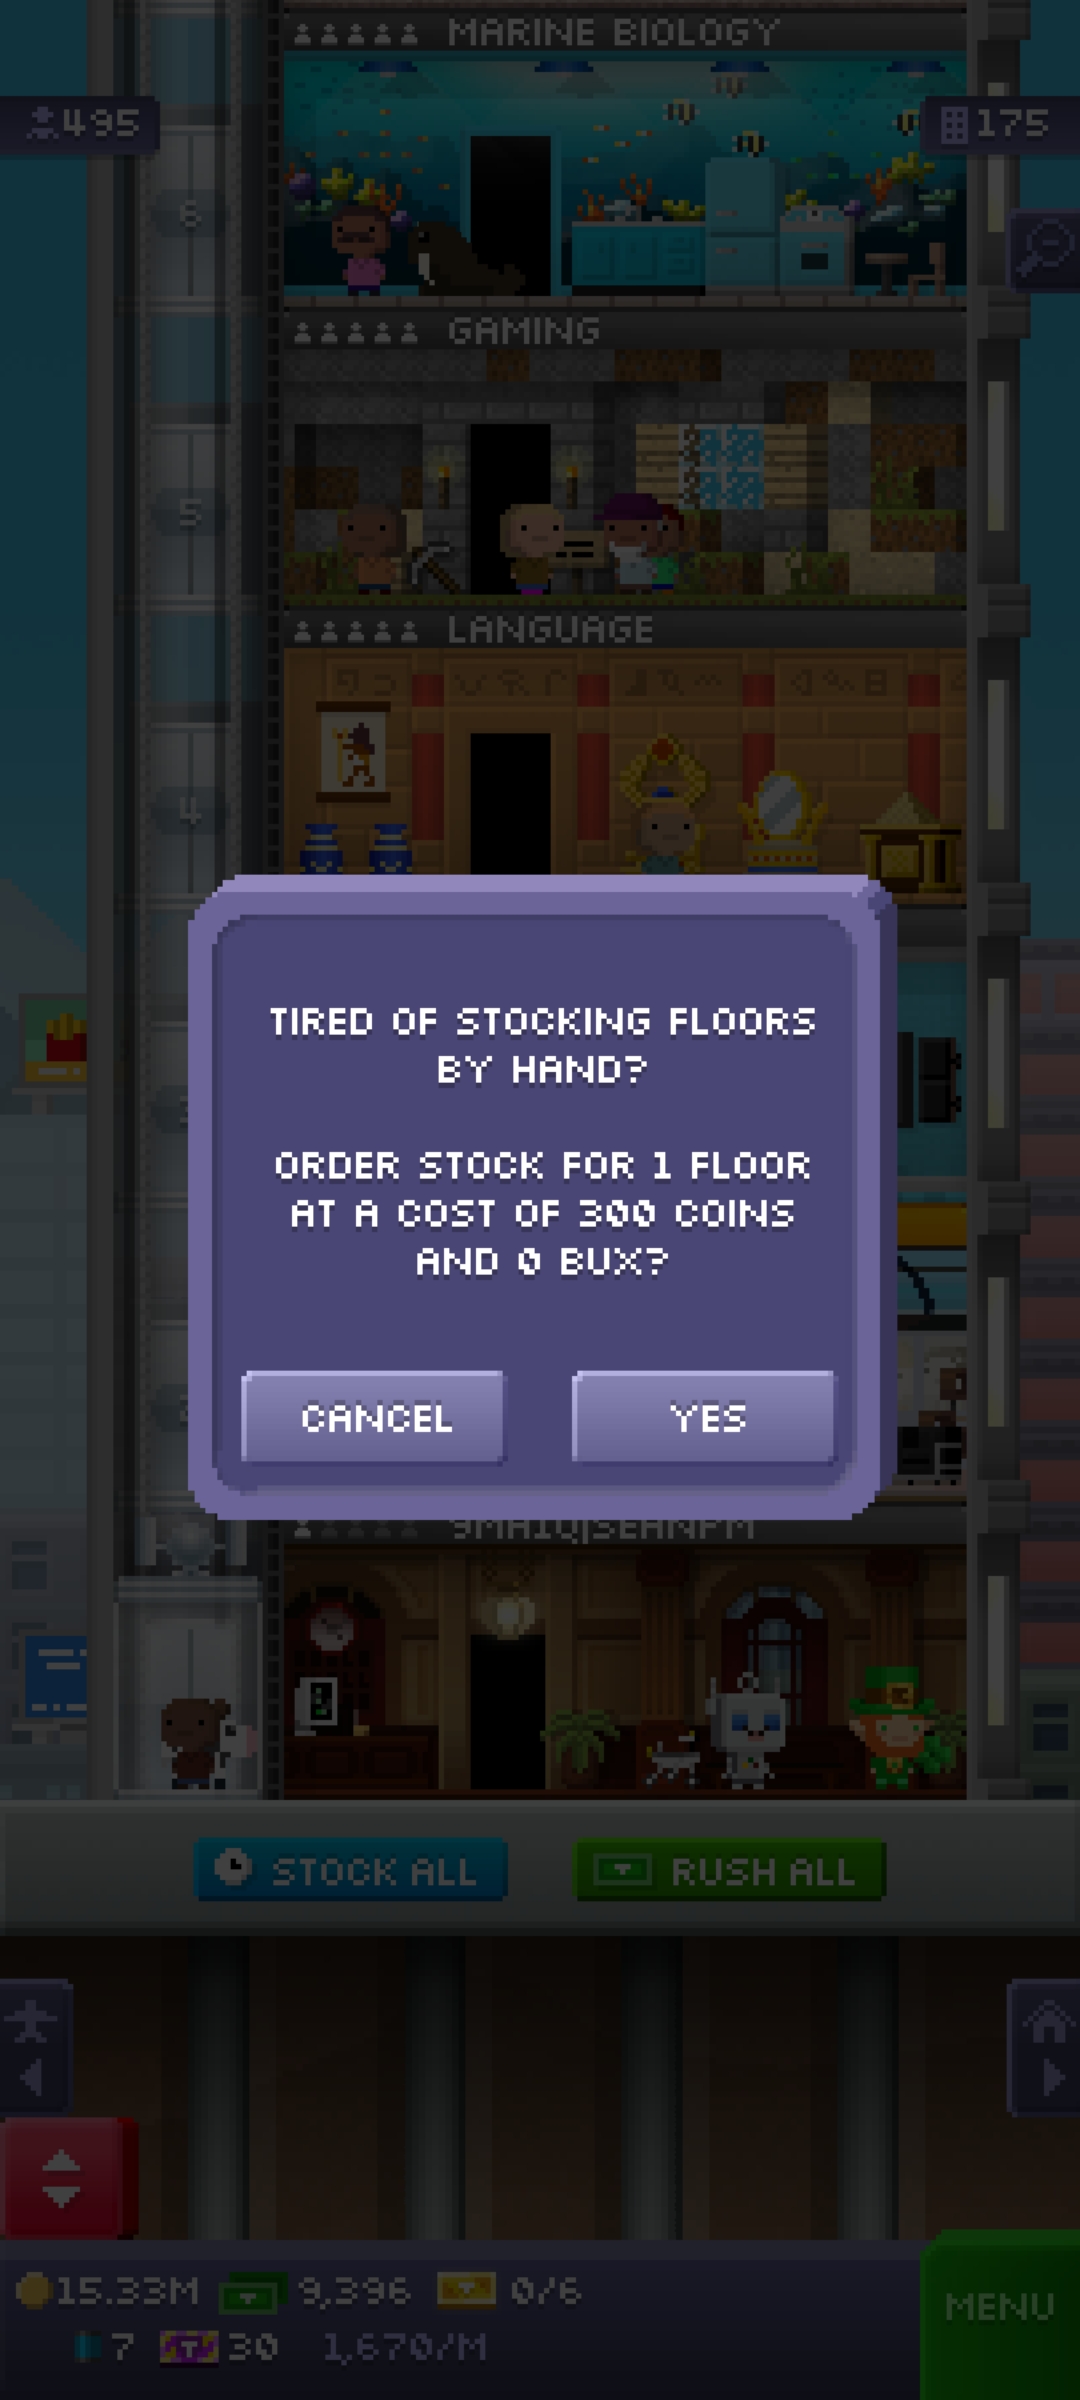 MARINE BIOLOGY
495
175
6
GAMING
5
LANGUAGE
4
TIRED OF STOCKING FLOORS
BY HAND?
ORDER STOCK FOR 1 FLOOR
AT A COST OF 300 COINS
AND 0 BUX?
CANCEL
YES
STOCK ALL
RUSH ALL
15.33M
9,396
0/6
7
30
1,670/M
MENU